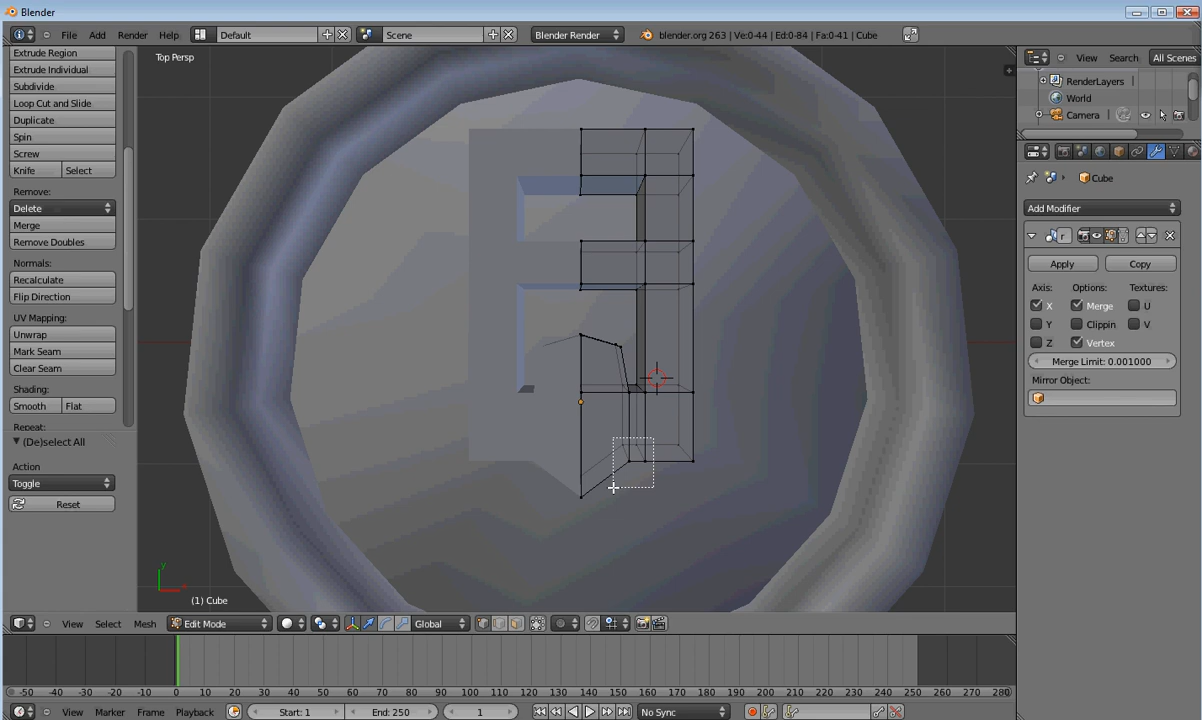 Blender
File Add Render Help Default Scene Blender Render blender.org 263 | Ve:0-44 | Ed:0-84 | Fa:0-41 | Cube
Extrude Region
Extrude Individual
Subdivide
Loop Cut and Slide
Duplicate
Spin
Screw
Knife Select
Remove:
Delete
Merge
Remove Doubles
Normals:
Recalculate
Flip Direction
UV Mapping:
Unwrap
Mark Seam
Clear Seam
Shading:
Smooth Flat
Repeat:
(De)select All
Action
Toggle
Reset
Top Persp
y
(1) Cube
View Search All Scenes
RenderLayers
World
Camera
Cube
Add Modifier
r
Apply Copy
Axis: Options: Textures:
X Merge U
Y Clippin V
Z Vertex
Merge Limit: 0.001000
Mirror Object:
View Select Mesh Edit Mode Global
-50 -40 -30 -20 -10 0 10 20 30 40 50 60 70 80 90 100 110 120 130 140 150 160 170 180 190 200 210 220 230 240 250 260 270 280
View Marker Frame Playback Start: 1 End: 250 1 No Sync